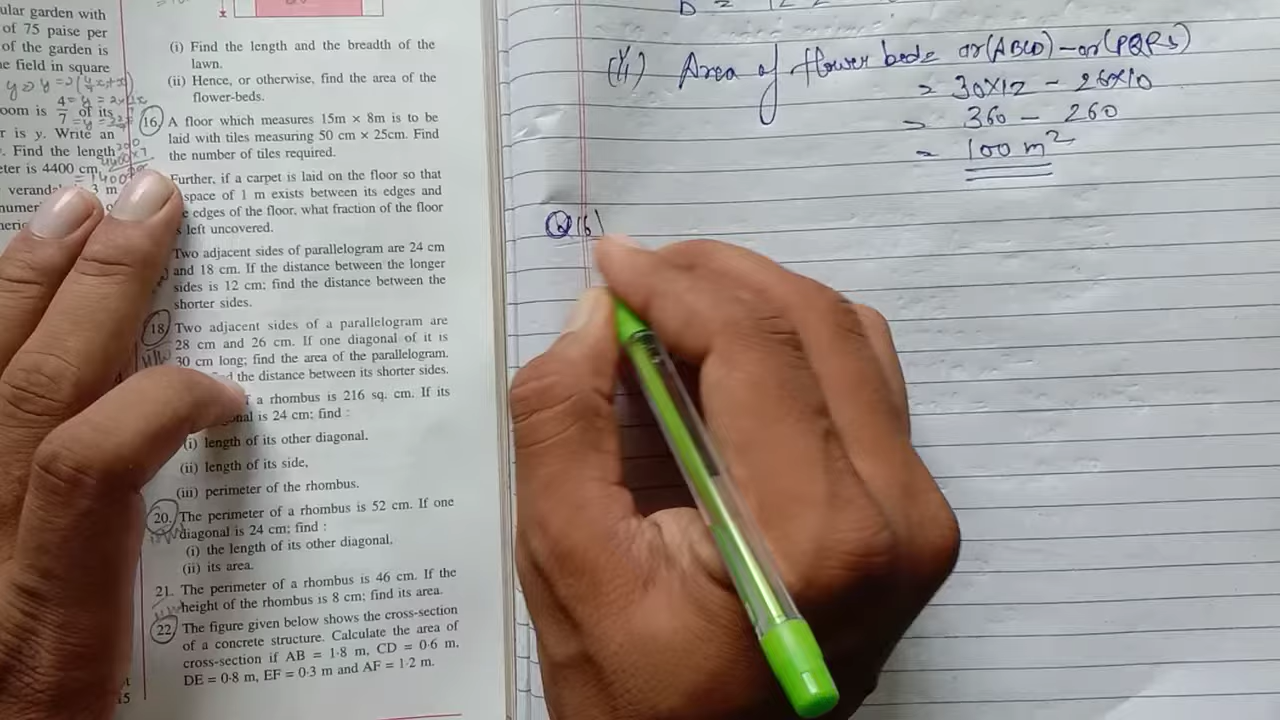 ular garden with
of 75 paise per
of the garden is
he field in square
oom is 4/7 of its
r is y. Write an
. Find the length
eter is 4400 cm
veranda 3 m
(i) Find the length and the breadth of the
lawn.
(ii) Hence, or otherwise, find the area of the
flower-beds.
16. A floor which measures 15m × 8m is to be
laid with tiles measuring 50 cm × 25cm. Find
the number of tiles required.
Further, if a carpet is laid on the floor so that
space of 1 m exists between its edges and
e edges of the floor, what fraction of the floor
s left uncovered.
Two adjacent sides of parallelogram are 24 cm
and 18 cm. If the distance between the longer
sides is 12 cm; find the distance between the
shorter sides.
18. Two adjacent sides of a parallelogram are
28 cm and 26 cm. If one diagonal of it is
30 cm long; find the area of the parallelogram.
the distance between its shorter sides.
a rhombus is 216 sq. cm. If its
onal is 24 cm; find :
(i) length of its other diagonal.
(ii) length of its side,
(iii) perimeter of the rhombus.
20. The perimeter of a rhombus is 52 cm. If one
diagonal is 24 cm; find :
(i) the length of its other diagonal,
(ii) its area.
21. The perimeter of a rhombus is 46 cm. If the
height of the rhombus is 8 cm; find its area.
22. The figure given below shows the cross-section
of a concrete structure. Calculate the area of
cross-section if AB = 1·8 m, CD = 0·6 m,
DE = 0·8 m, EF = 0·3 m and AF = 1·2 m.
(ii) Area of flower beds ar(ABCD) - ar(PQRS)
= 30×12 - 26×10
= 360 - 260
= 100 m²
Q16)